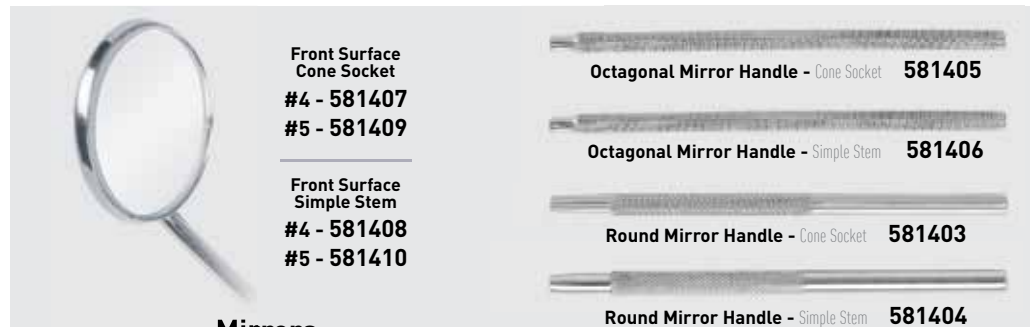 Front Surface
Cone Socket
#4 - 581407
#5 - 581409
Front Surface
Simple Stem
#4 - 581408
#5 - 581410
Mirrors
Octagonal Mirror Handle - Cone Socket 581405
Octagonal Mirror Handle - Simple Stem 581406
Round Mirror Handle - Cone Socket 581403
Round Mirror Handle - Simple Stem 581404